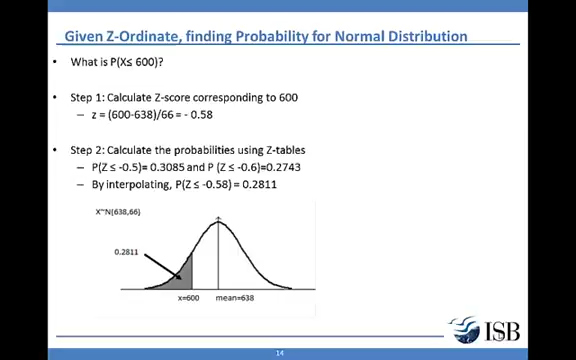 Given Z-Ordinate, finding Probability for Normal Distribution
• What is P(X≤ 600)?
• Step 1: Calculate Z-score corresponding to 600
– z = (600-638)/66 = - 0.58
• Step 2: Calculate the probabilities using Z-tables
– P(Z ≤ -0.5)= 0.3085 and P (Z ≤ -0.6)=0.2743
– By interpolating, P(Z ≤ -0.58) = 0.2811
X~N(638,66)
0.2811
x=600 mean=638
ISB
14